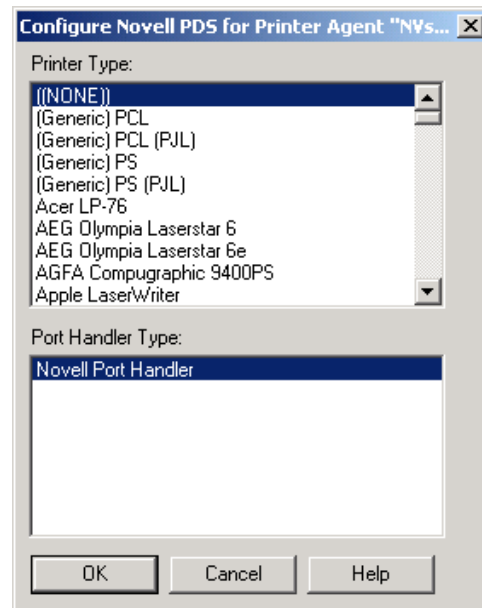 Configure Novell PDS for Printer Agent "NVs...
Printer Type:
((NONE))
(Generic) PCL
(Generic) PCL (PJL)
(Generic) PS
(Generic) PS (PJL)
Acer LP-76
AEG Olympia Laserstar 6
AEG Olympia Laserstar 6e
AGFA Compugraphic 9400PS
Apple LaserWriter
Port Handler Type:
Novell Port Handler
OK Cancel Help